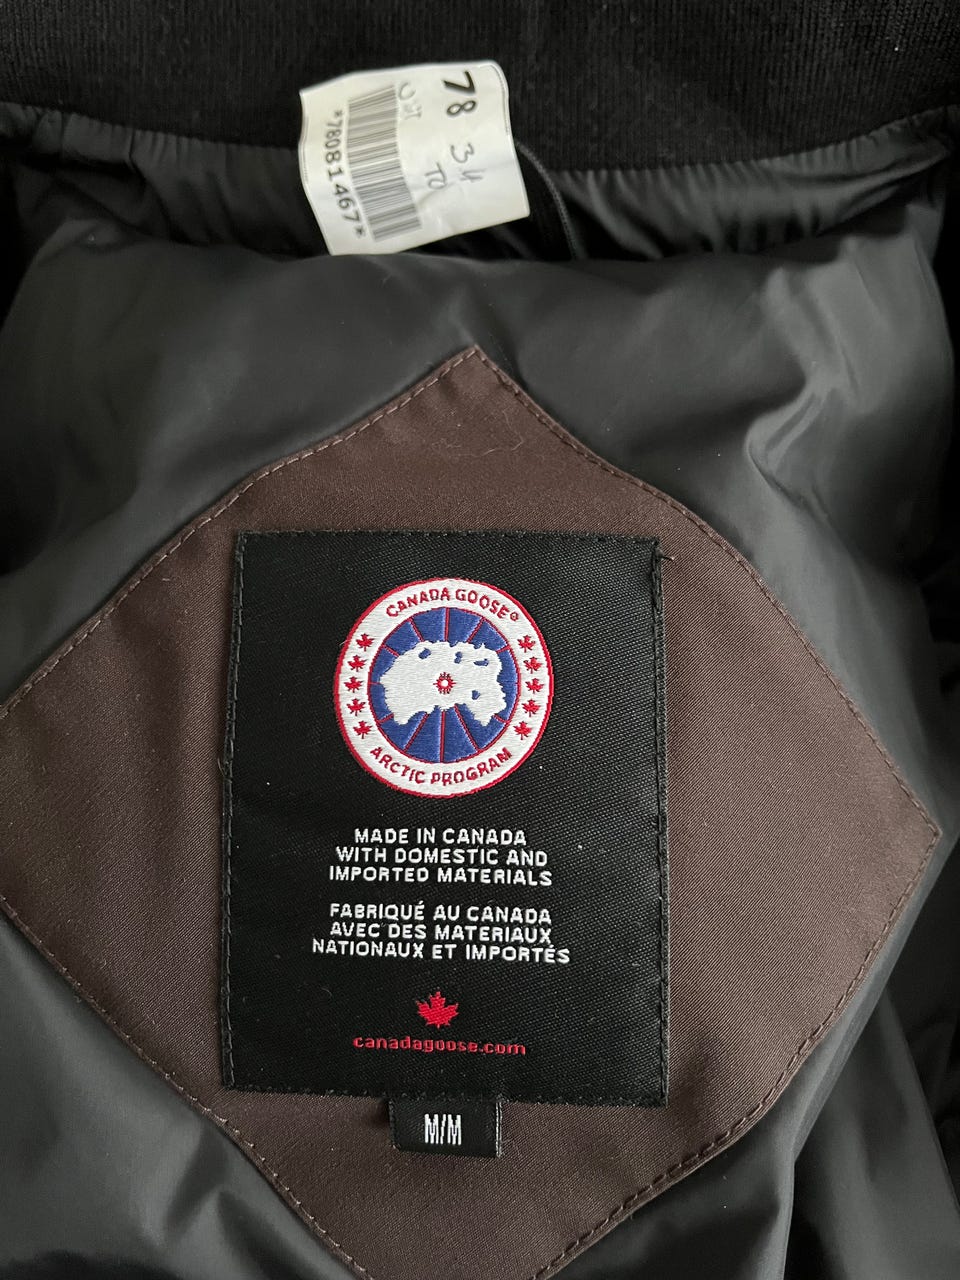 78
34
TO
*78081467*
CANADA GOOSE®
ARCTIC PROGRAM
MADE IN CANADA
WITH DOMESTIC AND
IMPORTED MATERIALS
FABRIQUÉ AU CANADA
AVEC DES MATERIAUX
NATIONAUX ET IMPORTÉS
canadagoose.com
M/M